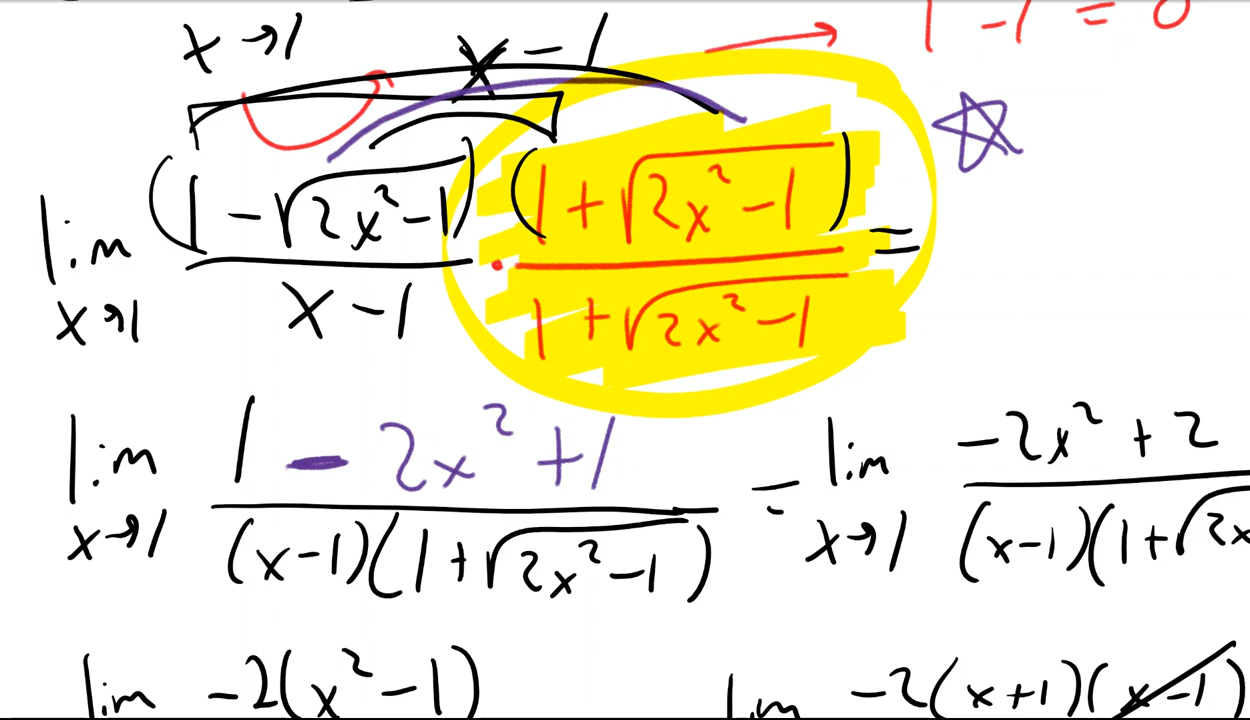 x→1 x - 1 1 - 1 = 0
lim x→1 (1 - √(2x² - 1)) / (x - 1) · (1 + √(2x² - 1)) / (1 + √(2x² - 1)) =
lim x→1 (1 - 2x² + 1) / ((x-1)(1 + √(2x² - 1))) = lim x→1 (-2x² + 2) / ((x-1)(1 + √(2x
lim -2(x² - 1) lim -2(x+1)(x-1)